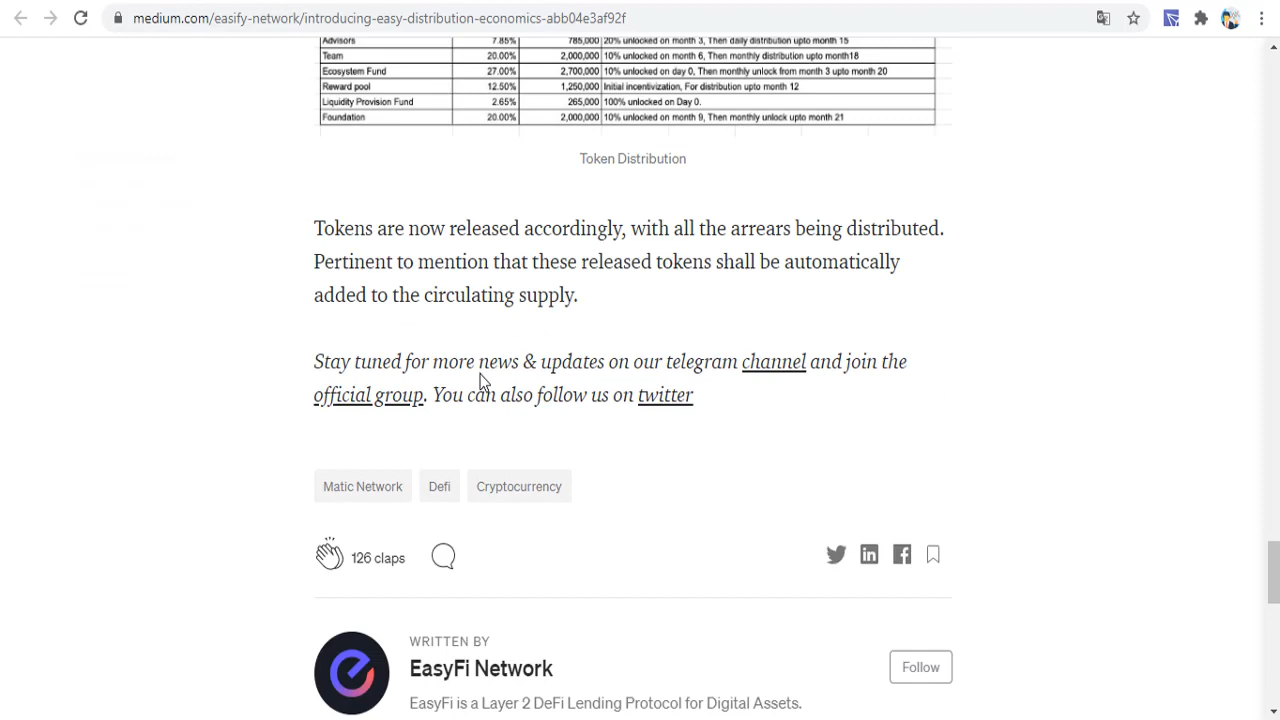 medium.com/easify-network/introducing-easy-distribution-economics-abb04e3af92f
Advisors 7.85% 785,000 20% unlocked on month 3, Then daily distribution upto month 15
Team 20.00% 2,000,000 10% unlocked on month 6, Then monthly distribution upto month18
Ecosystem Fund 27.00% 2,700,000 10% unlocked on day 0, Then monthly unlock from month 3 upto month 20
Reward pool 12.50% 1,250,000 Initial incentivization, For distribution upto month 12
Liquidity Provision Fund 2.65% 265,000 100% unlocked on Day 0.
Foundation 20.00% 2,000,000 10% unlocked on month 9, Then monthly unlock upto month 21
Token Distribution
Tokens are now released accordingly, with all the arrears being distributed.
Pertinent to mention that these released tokens shall be automatically
added to the circulating supply.
Stay tuned for more news & updates on our telegram channel and join the
official group. You can also follow us on twitter
Matic Network Defi Cryptocurrency
126 claps
WRITTEN BY
EasyFi Network
Follow
EasyFi is a Layer 2 DeFi Lending Protocol for Digital Assets.